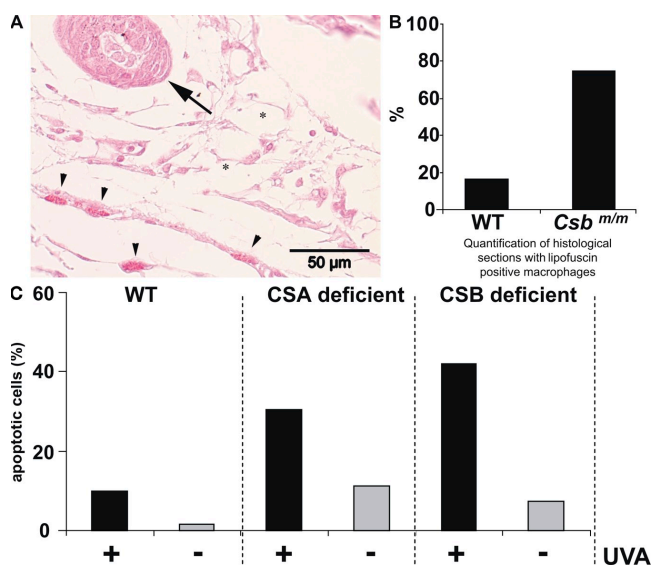 A
*
*
50 µm
B
100
80
60
40
20
0
%
WT
Csb m/m
Quantification of histological
sections with lipofuscin
positive macrophages
C
WT
CSA deficient
CSB deficient
60
40
20
0
apoptotic cells (%)
+ - + - + - UVA